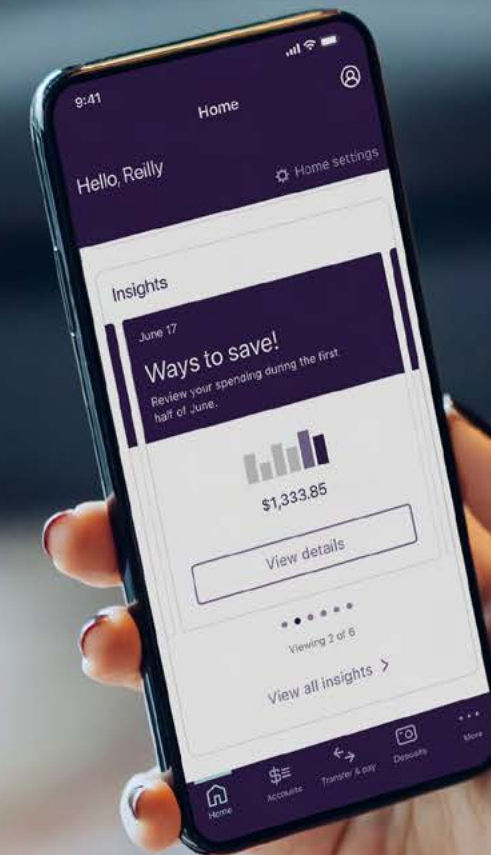 9:41
Home
Hello, Reilly
Home settings
Insights
June 17
Ways to save!
Review your spending during the first
half of June.
$1,333.85
View details
Viewing 2 of 6
View all insights >
Home
Accounts
Transfer & pay
Deposits
More